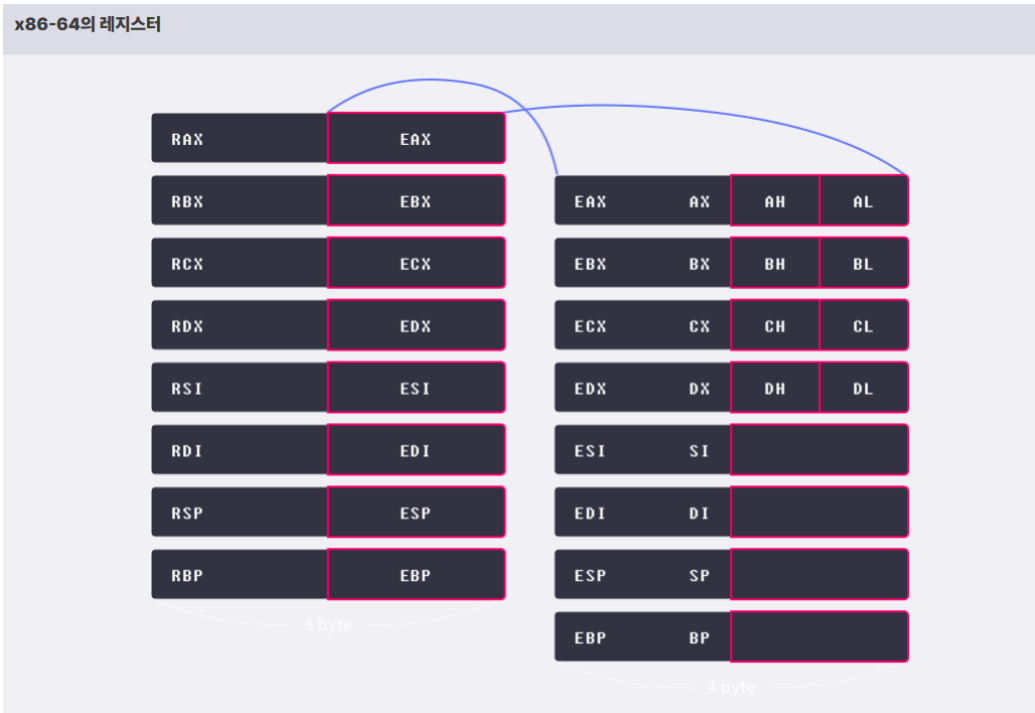 x86-64의 레지스터
RAX EAX
RBX EBX
RCX ECX
RDX EDX
RSI ESI
RDI EDI
RSP ESP
RBP EBP
8 byte
EAX AX AH AL
EBX BX BH BL
ECX CX CH CL
EDX DX DH DL
ESI SI
EDI DI
ESP SP
EBP BP
4 byte